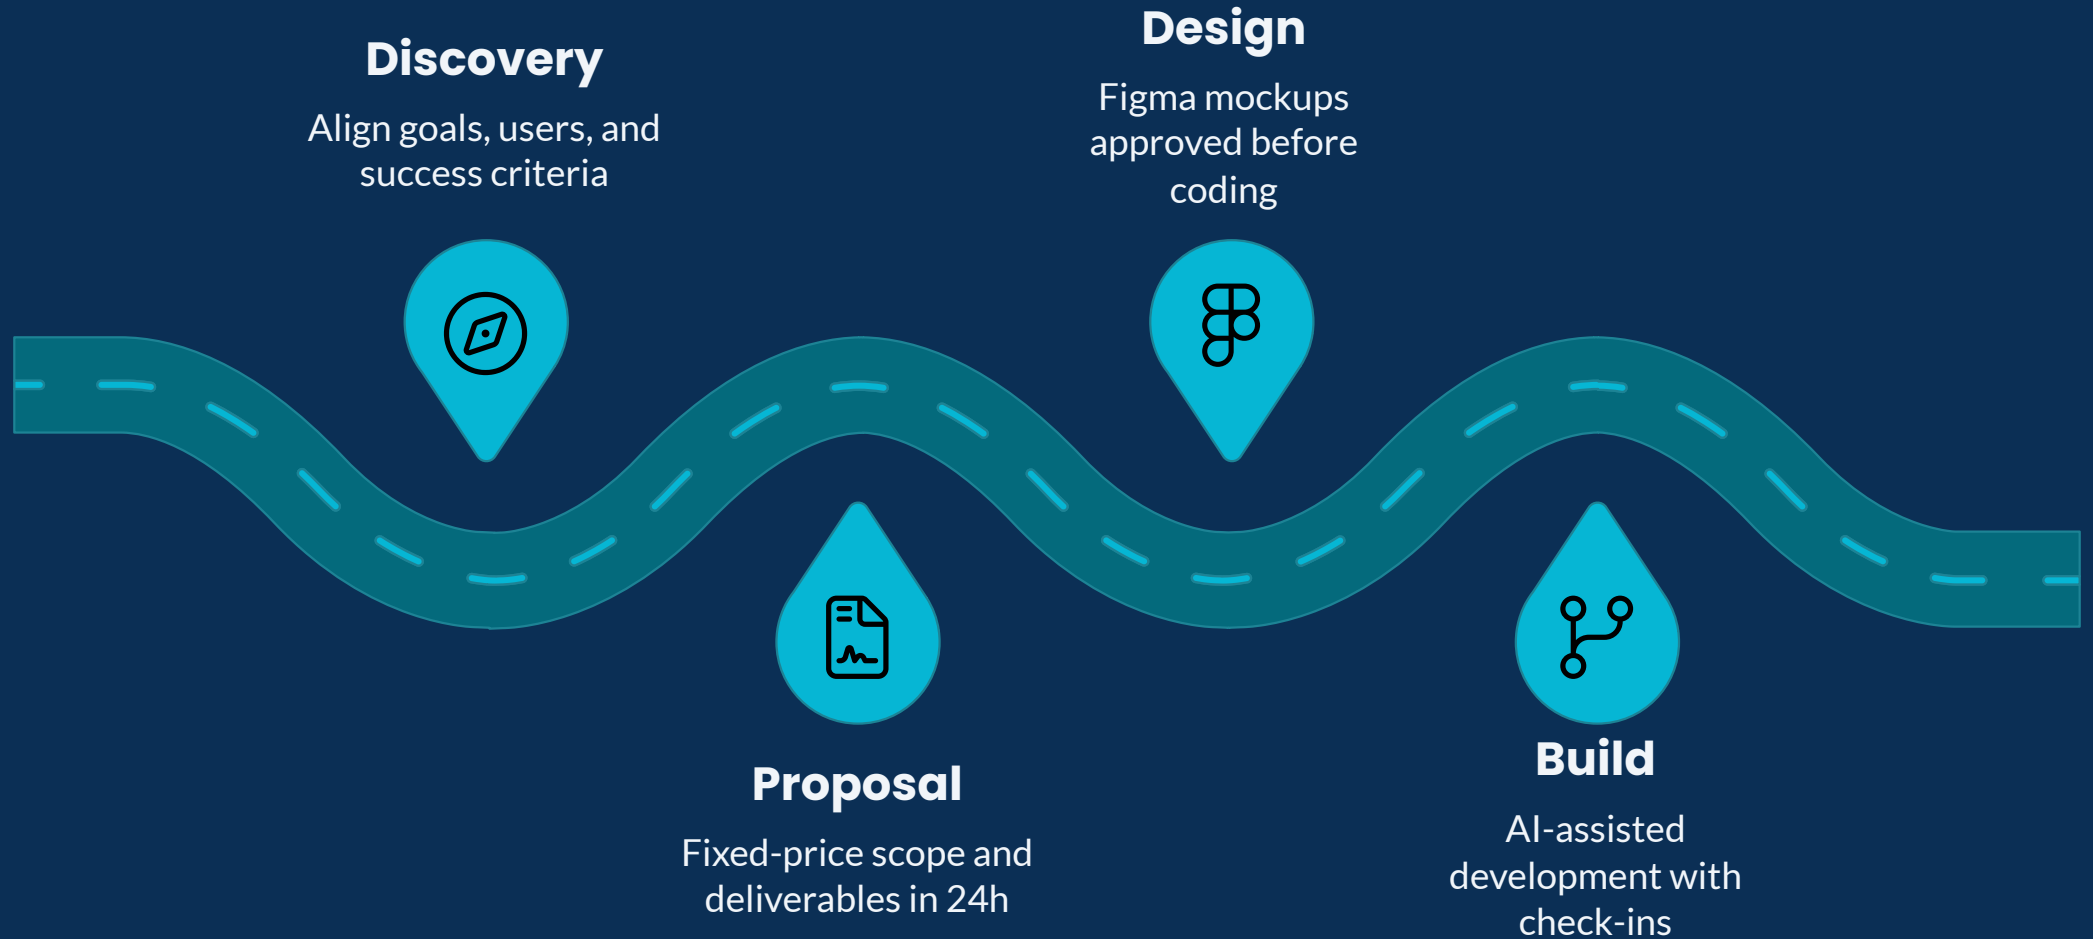 Discovery
Align goals, users, and
success criteria
Proposal
Fixed-price scope and
deliverables in 24h
Design
Figma mockups
approved before
coding
Build
AI-assisted
development with
check-ins